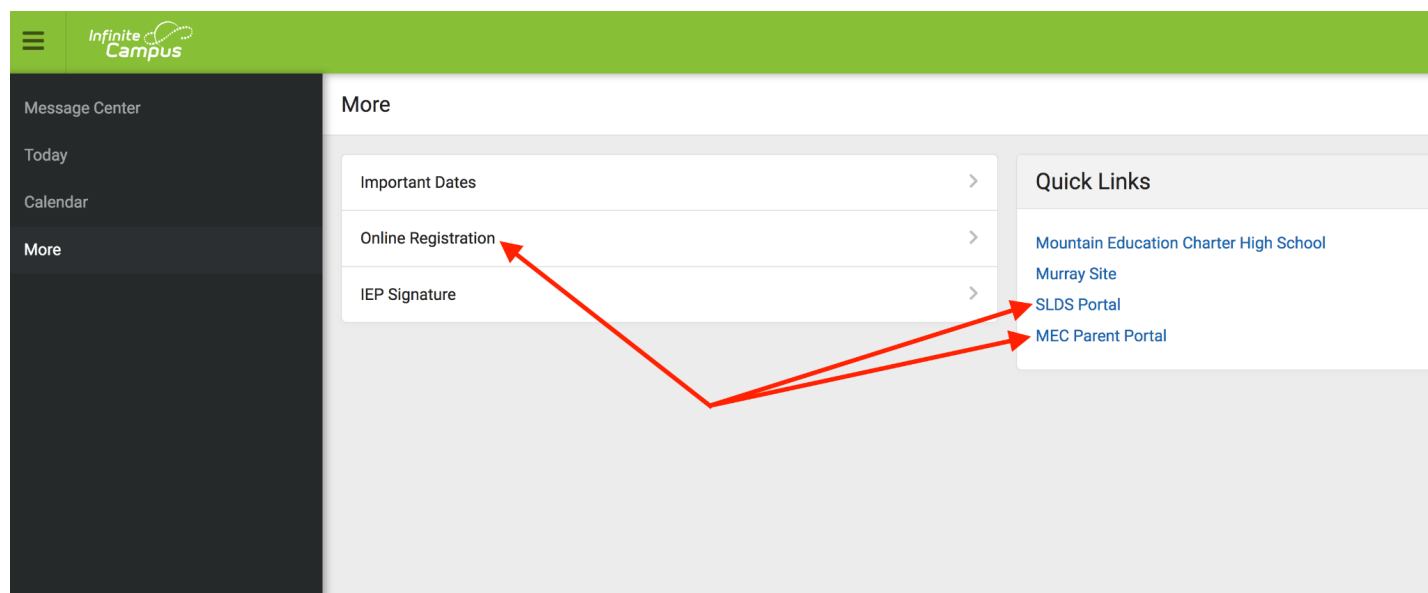 Infinite
Campus
Message Center
Today
Calendar
More
More
Important Dates
Online Registration
IEP Signature
Quick Links
Mountain Education Charter High School
Murray Site
SLDS Portal
MEC Parent Portal